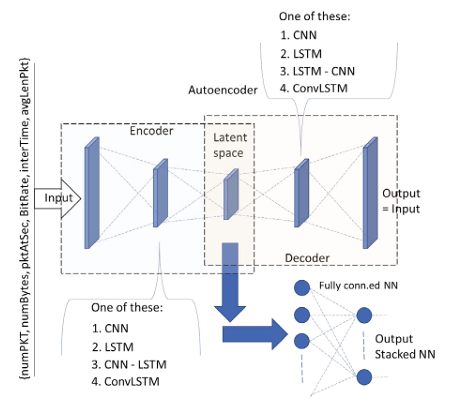 {numPKT, numBytes, pktAtSec, BitRate, interTime, avgLenPkt}
One of these:
1. CNN
2. LSTM
3. LSTM - CNN
4. ConvLSTM
Autoencoder
Encoder
Latent
space
Input
Output
= Input
Decoder
One of these:
1. CNN
2. LSTM
3. CNN - LSTM
4. ConvLSTM
Fully conn.ed NN
Output
Stacked NN